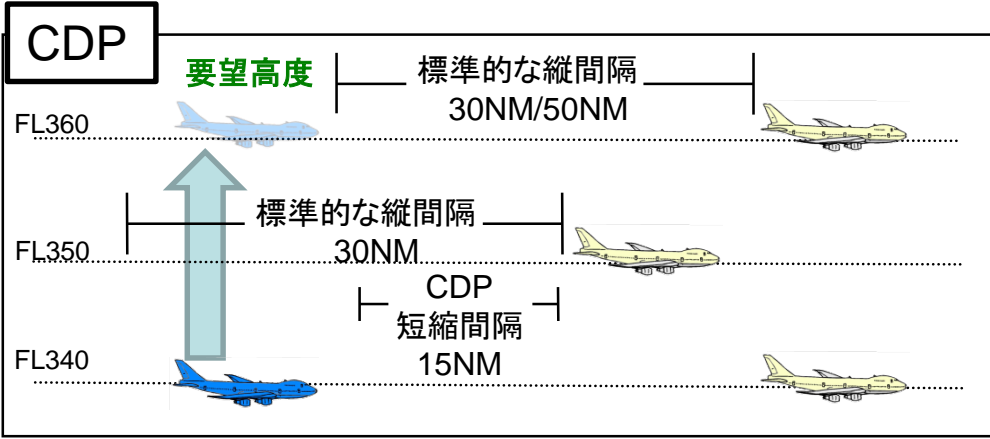 CDP
要望高度
標準的な縦間隔
30NM/50NM
FL360
標準的な縦間隔
30NM
FL350
CDP
短縮間隔
15NM
FL340